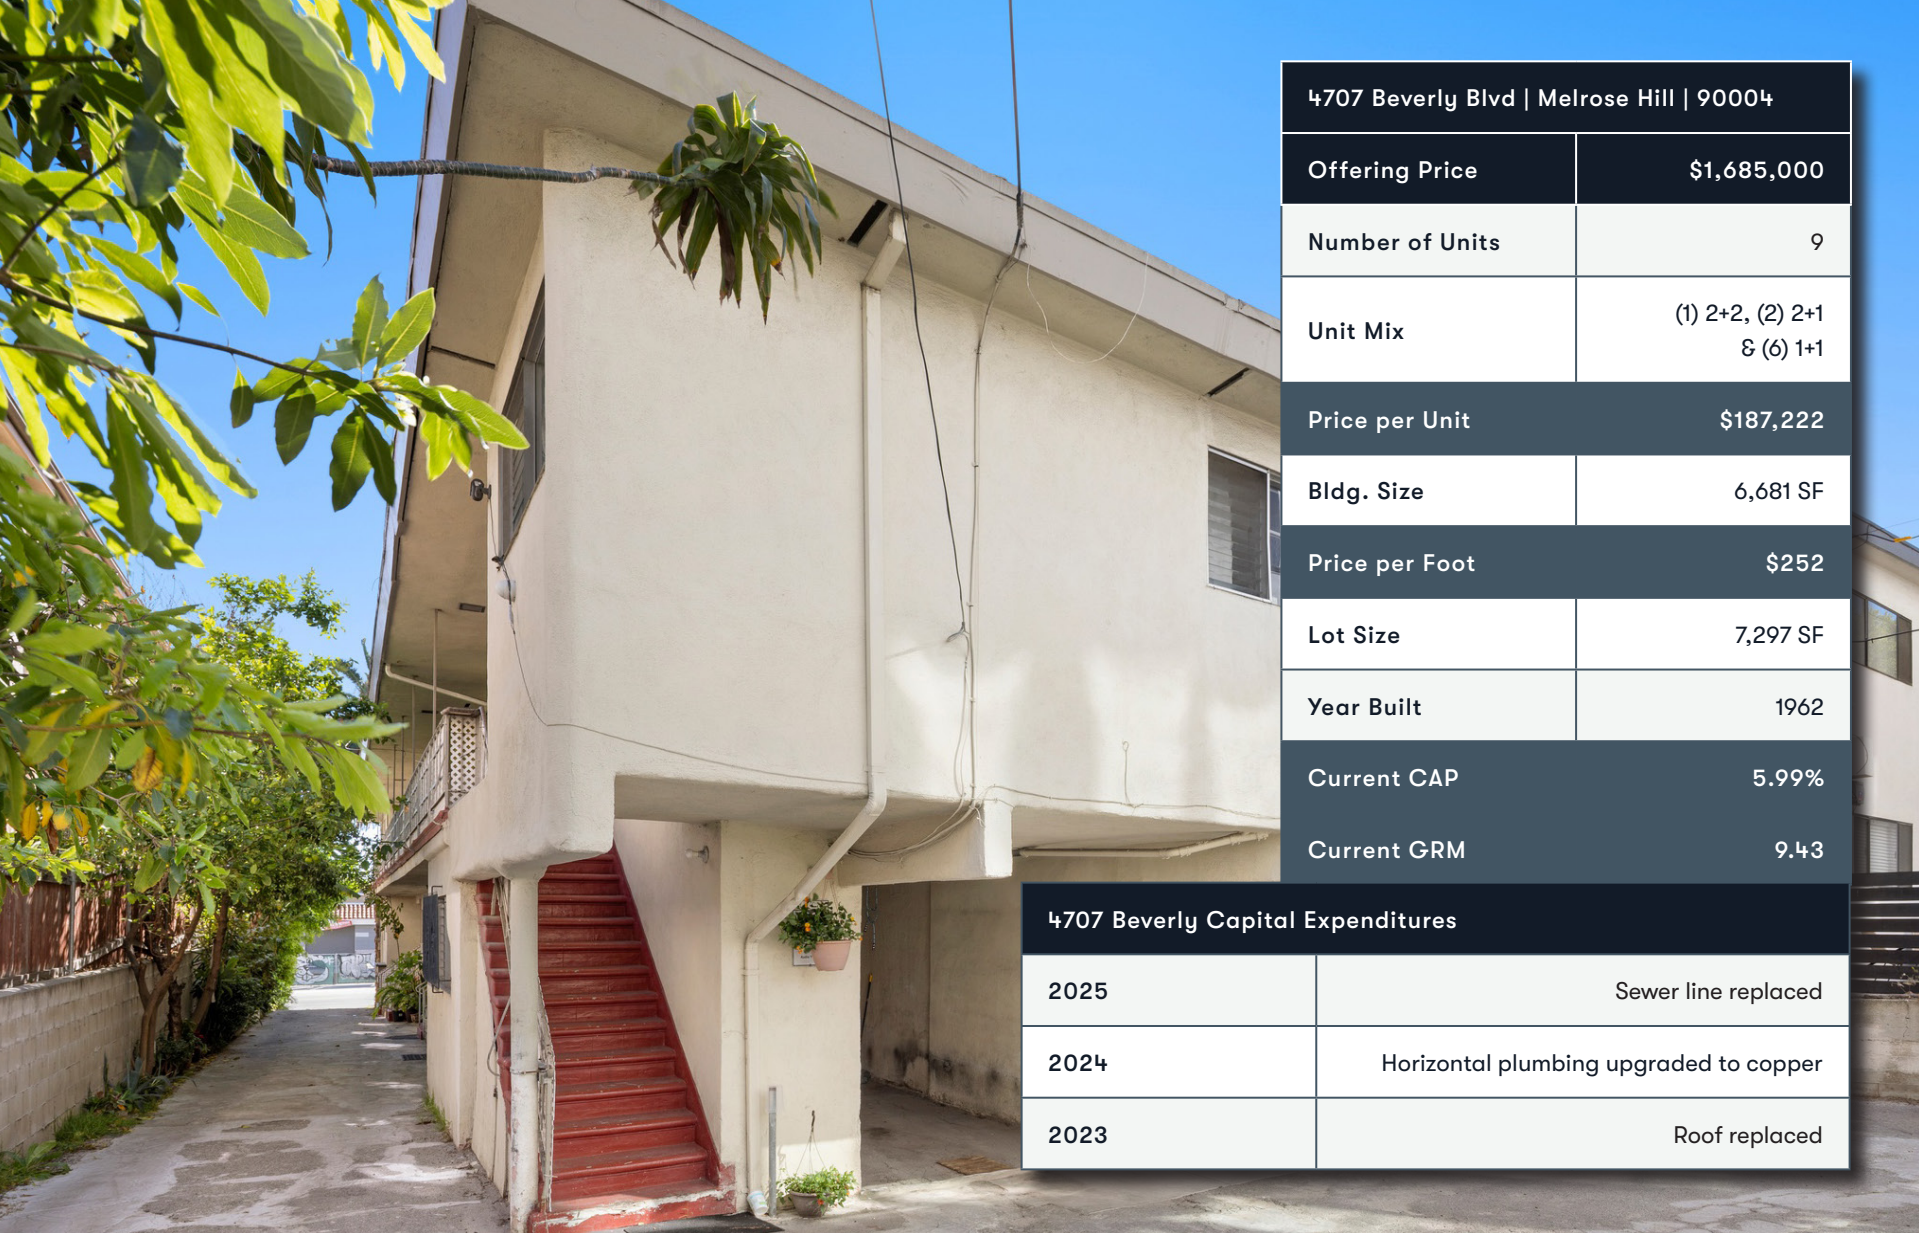 4707 Beverly Blvd | Melrose Hill | 90004
Offering Price $1,685,000
Number of Units 9
Unit Mix (1) 2+2, (2) 2+1
& (6) 1+1
Price per Unit $187,222
Bldg. Size 6,681 SF
Price per Foot $252
Lot Size 7,297 SF
Year Built 1962
Current CAP 5.99%
Current GRM 9.43
4707 Beverly Capital Expenditures
2025 Sewer line replaced
2024 Horizontal plumbing upgraded to copper
2023 Roof replaced